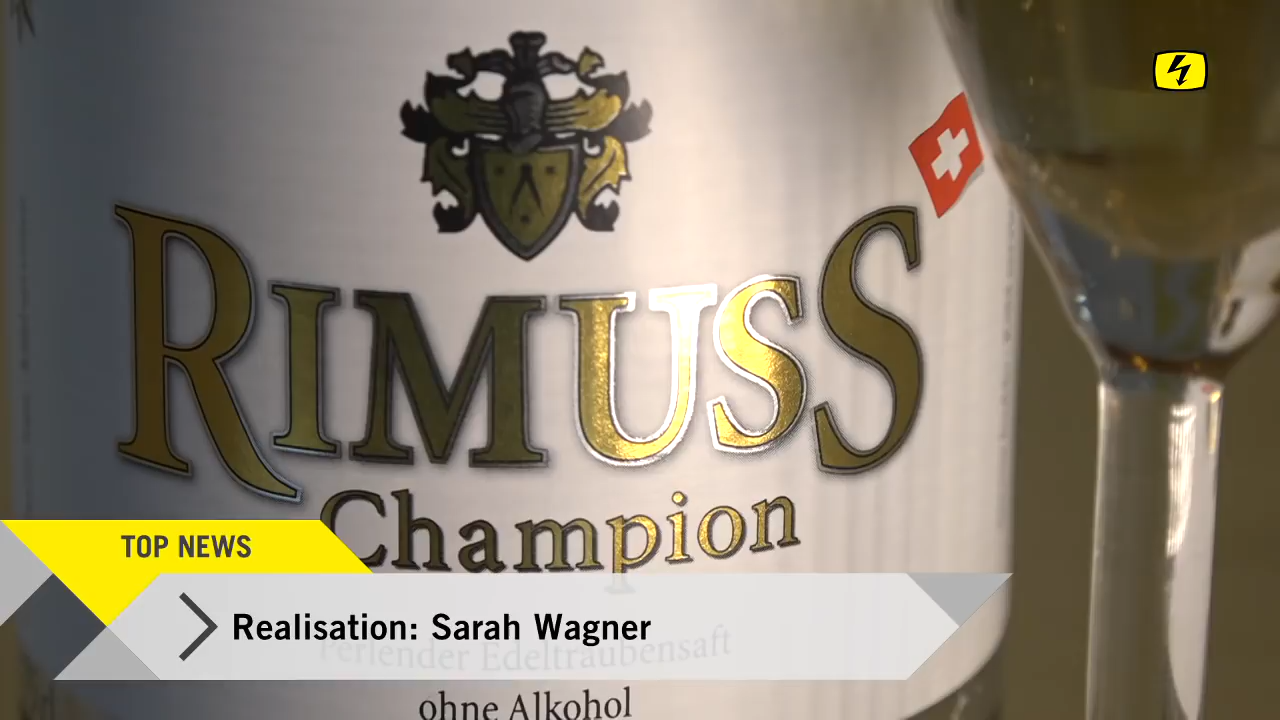 RIMUSS
Champion
TOP NEWS
Realisation: Sarah Wagner
Perlender Edeltraubensaft
ohne Alkohol